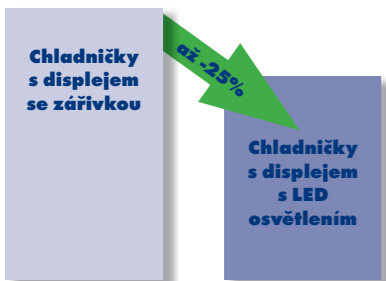 Chladničky
s displejem
se zářivkou
až -25%
Chladničky
s displejem
s LED
osvětlením